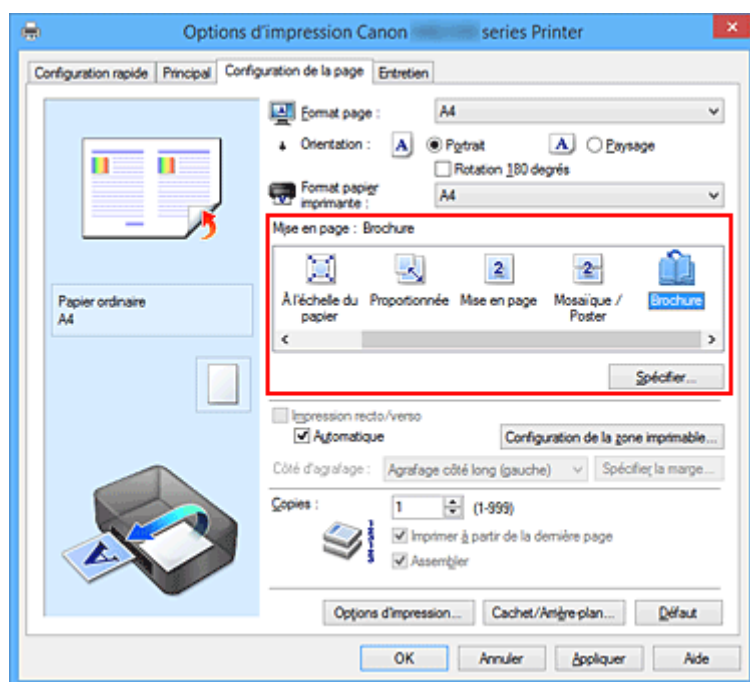 Options d'impression Canon series Printer
Configuration rapide Principal Configuration de la page Entretien
Format page : A4
Orientation : A Portrait A Paysage
Rotation 180 degrés
Format papier
imprimante : A4
Mise en page : Brochure
2 2
À l'échelle du
papier
Proportionnée
Mise en page
Mosaïque /
Poster
Brochure
Spécifier...
Papier ordinaire
A4
Impression recto/verso
Automatique
Configuration de la zone imprimable...
Côté d'agrafage : Agrafage côté long (gauche) Spécifier la marge...
Copies : 1 (1-999)
Imprimer à partir de la dernière page
Assembler
A
Options d'impression... Cachet/Arrière-plan... Défaut
OK Annuler Appliquer Aide